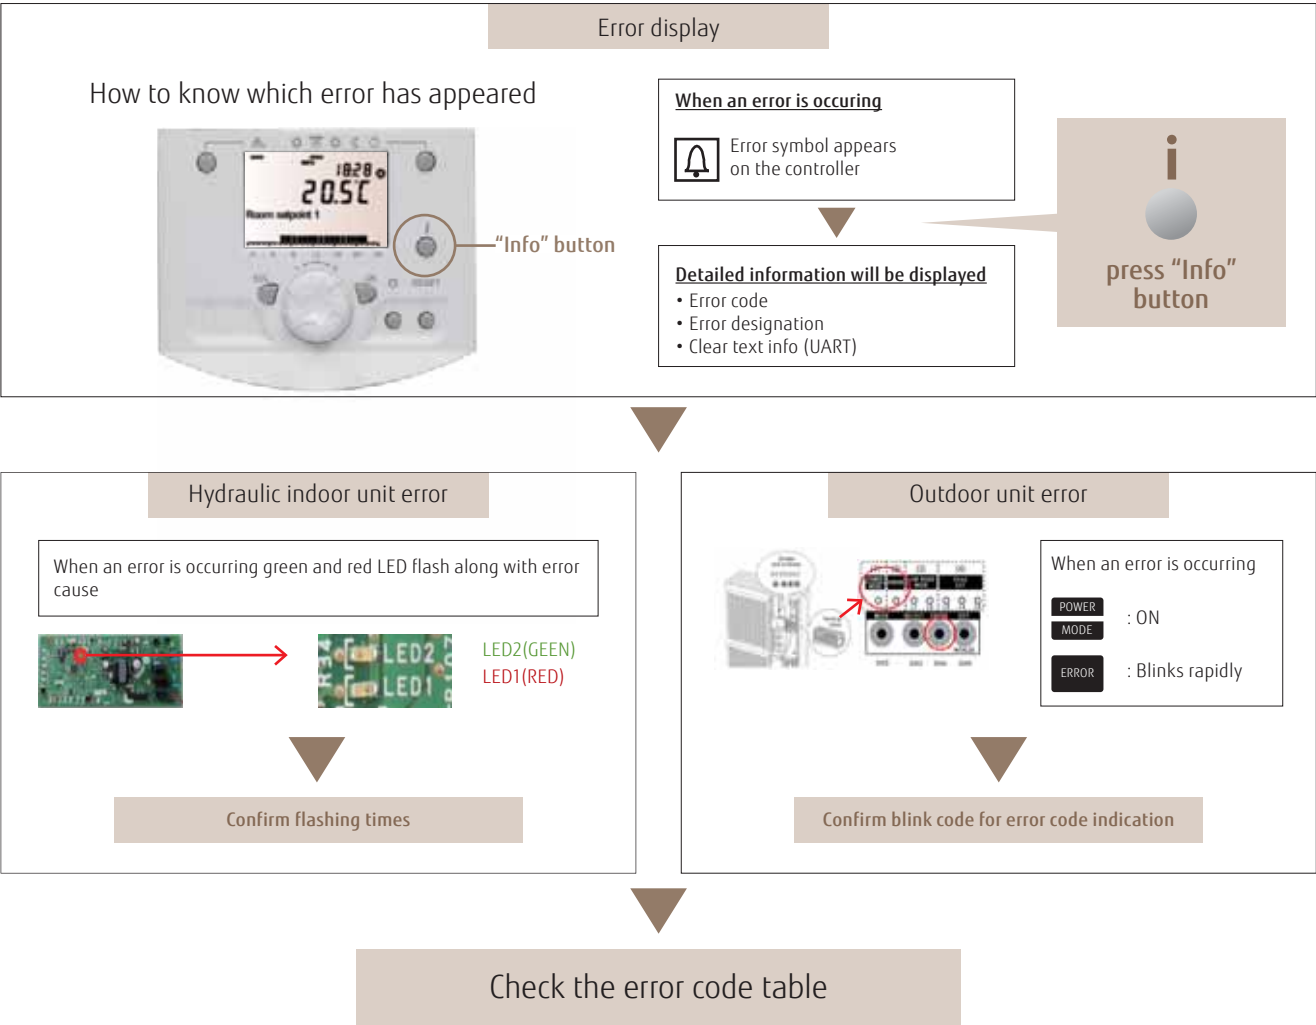 Error display
How to know which error has appeared
18:28
20.5°C
Room setpoint 1
"Info" button
RESET
When an error is occuring
Error symbol appears
on the controller
Detailed information will be displayed
• Error code
• Error designation
• Clear text info (UART)
i
press "Info"
button
Hydraulic indoor unit error
When an error is occurring green and red LED flash along with error
cause
R34
LED2
LED1
LED2(GEEN)
LED1(RED)
Confirm flashing times
Outdoor unit error
When an error is occurring
POWER
MODE
: ON
ERROR
: Blinks rapidly
Confirm blink code for error code indication
Check the error code table